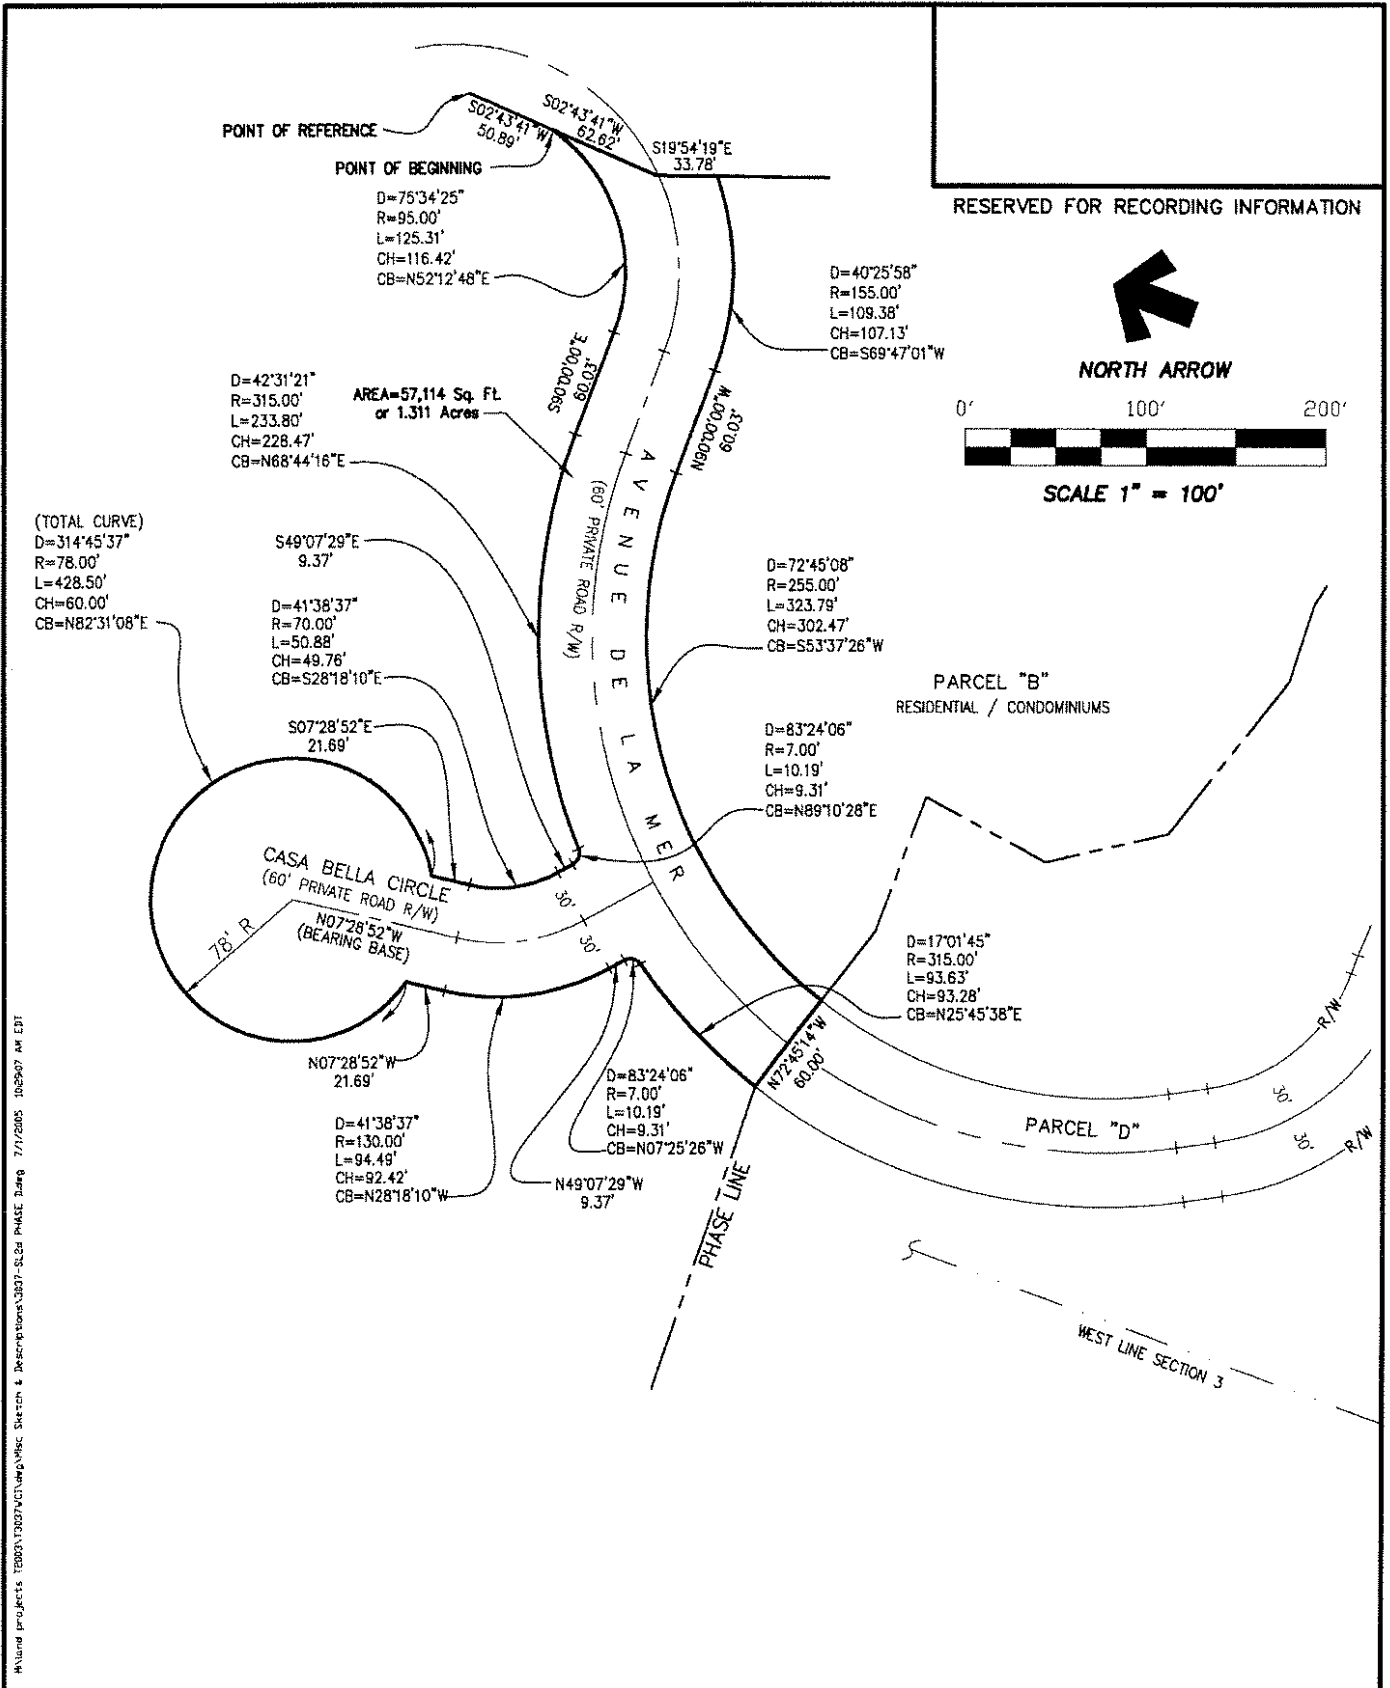 S02°43'41"W
50.89'
S02°43'41"W
62.62'
POINT OF REFERENCE
POINT OF BEGINNING
S19°54'19"E
33.78'
RESERVED FOR RECORDING INFORMATION
D=75°34'25"
R=95.00'
L=125.31'
CH=116.42'
CB=N52°12'48"E
D=40°25'58"
R=155.00'
L=109.38'
CH=107.13'
CB=S69°47'01"W
NORTH ARROW
0' 100' 200'
SCALE 1" = 100'
S90°00'00"E
60.03'
N90°00'00"W
60.03'
D=42°31'21"
R=315.00'
L=233.80'
CH=228.47'
CB=N68°44'16"E
AREA=57,114 Sq. Ft.
or 1.311 Acres
AVENUE DE LA MER
(60' PRIVATE ROAD R/W)
(TOTAL CURVE)
D=314°45'37"
R=78.00'
L=428.50'
CH=60.00'
CB=N82°31'08"E
S49°07'29"E
9.37'
D=41°38'37"
R=70.00'
L=50.88'
CH=49.76'
CB=S28°18'10"E
S07°28'52"E
21.69'
D=72°45'08"
R=255.00'
L=323.79'
CH=302.47'
CB=S53°37'26"W
PARCEL "B"
RESIDENTIAL / CONDOMINIUMS
D=83°24'06"
R=7.00'
L=10.19'
CH=9.31'
CB=N89°10'28"E
CASA BELLA CIRCLE
(60' PRIVATE ROAD R/W)
N07°28'52"W
(BEARING BASE)
78' R
30'
30'
D=17°01'45"
R=315.00'
L=93.63'
CH=93.28'
CB=N25°45'38"E
N72°45'14"W
60.00'
N07°28'52"W
21.69'
D=41°38'37"
R=130.00'
L=94.49'
CH=92.42'
CB=N28°18'10"W
D=83°24'06"
R=7.00'
L=10.19'
CH=9.31'
CB=N07°25'26"W
N49°07'29"W
9.37'
PHASE LINE
PARCEL "D"
R/W
30'
30'
R/W
WEST LINE SECTION 3
7/1/2005 10:29:07 AM EDT